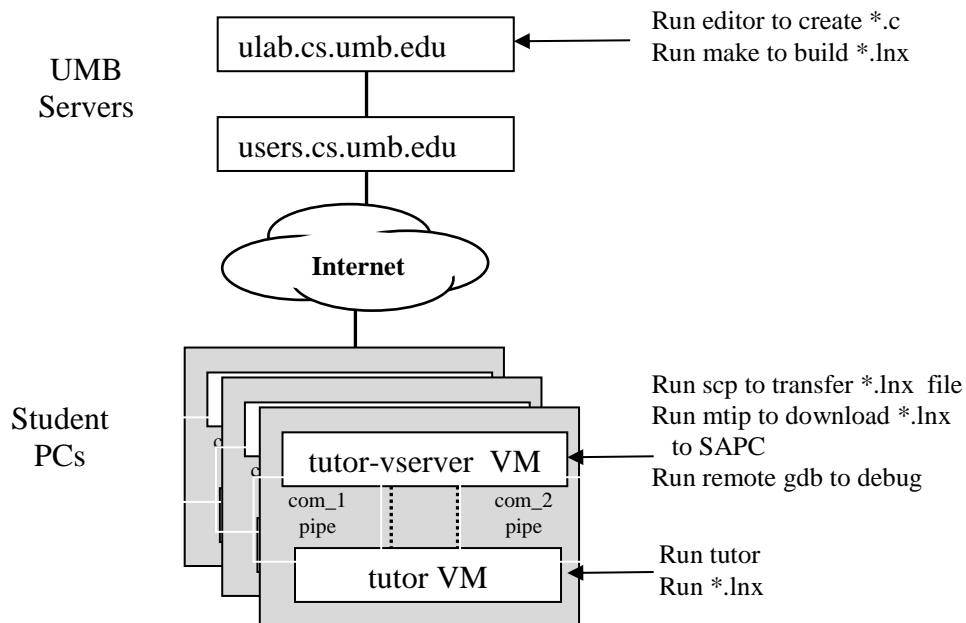 ulab.cs.umb.edu
Run editor to create *.c
Run make to build *.lnx
UMB
Servers
users.cs.umb.edu
Internet
Student
PCs
c
c
tutor-vserver VM
com_1
pipe
com_2
pipe
tutor VM
Run scp to transfer *.lnx file
Run mtip to download *.lnx
to SAPC
Run remote gdb to debug
Run tutor
Run *.lnx